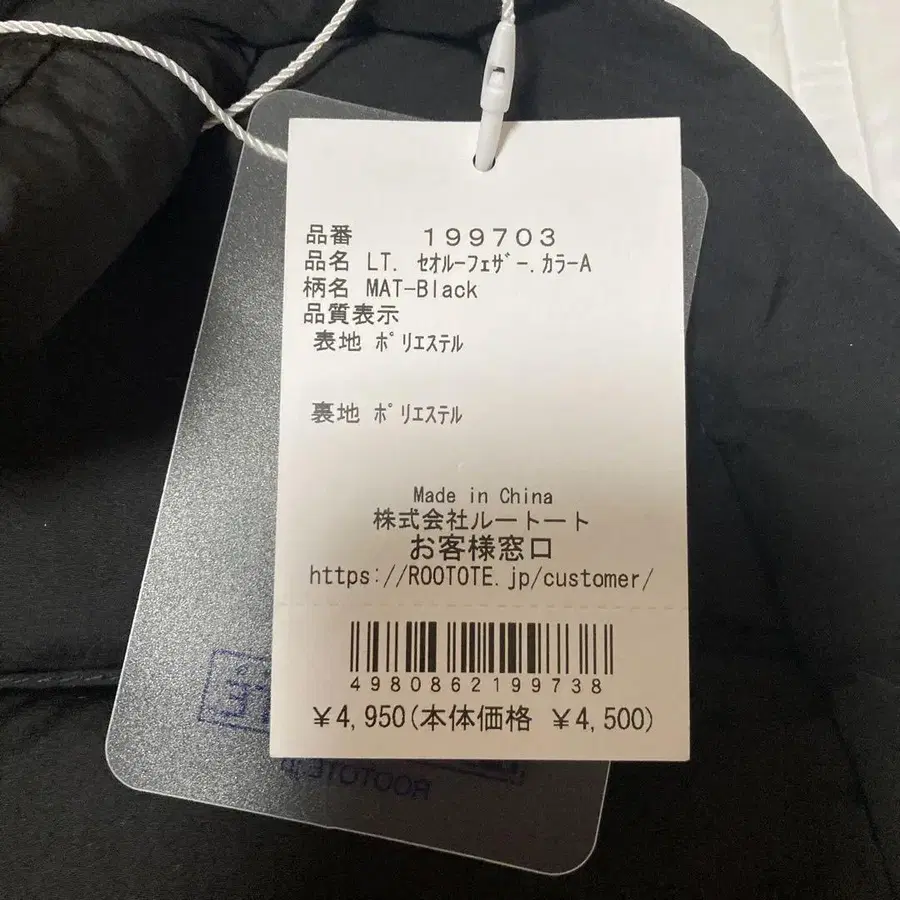 品番 199703
品名 LT. ｾｵﾙｰﾌｪｻﾞｰ.ｶﾗｰA
柄名 MAT-Black
品質表示
表地 ﾎﾟﾘｴｽﾃﾙ
裏地 ﾎﾟﾘｴｽﾃﾙ
Made in China
株式会社ルートート
お客様窓口
https://ROOTOTE.jp/customer/
4980862199738
¥4,950(本体価格 ¥4,500)